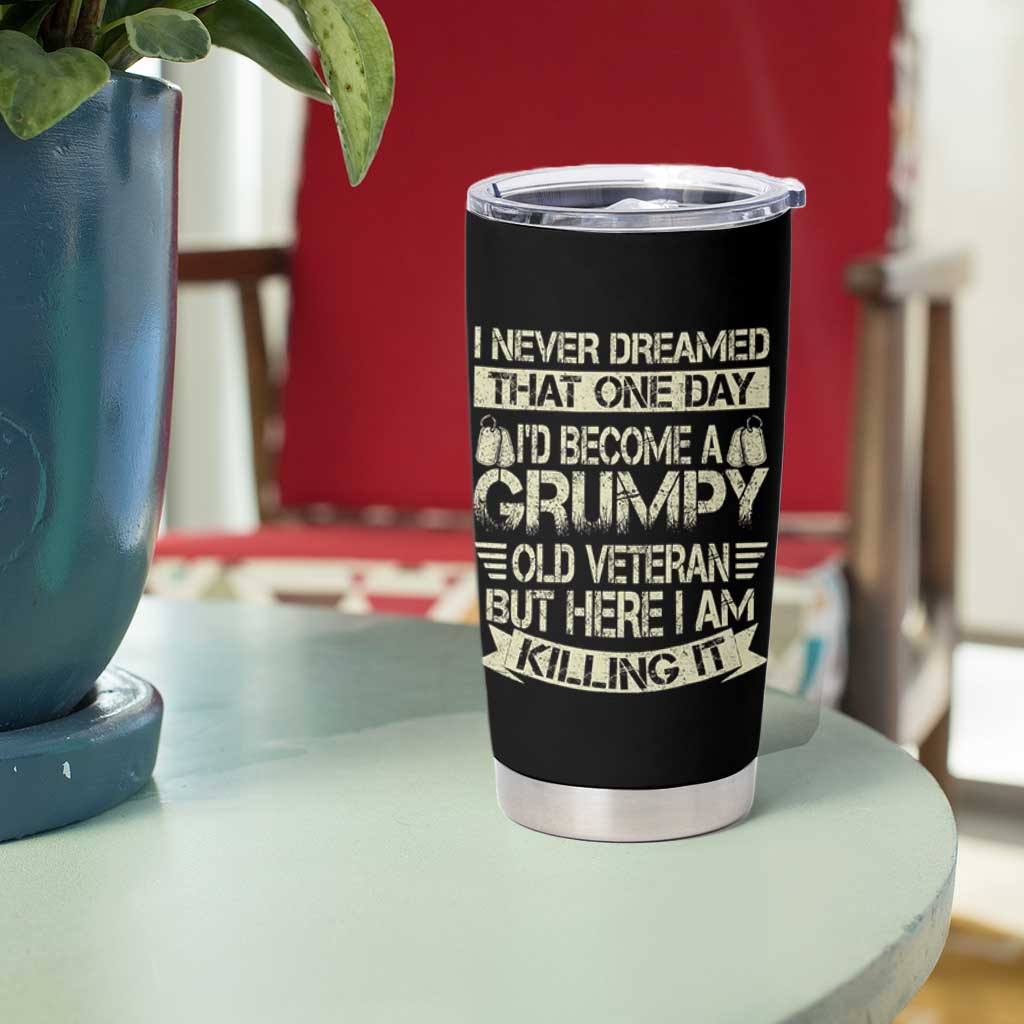 I NEVER DREAMED
THAT ONE DAY
I'D BECOME A
GRUMPY
OLD VETERAN
BUT HERE I AM
KILLING IT